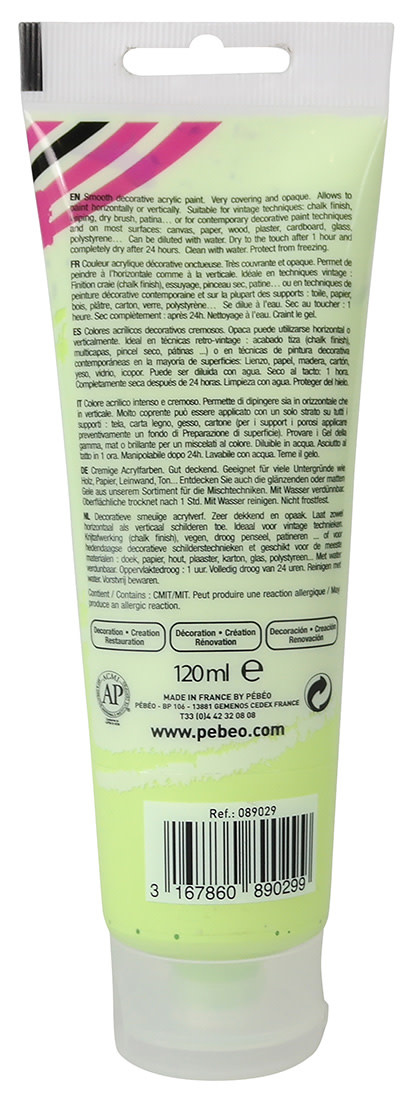 EN Smooth decorative acrylic paint. Very covering and opaque. Allows to
paint horizontally or vertically. Suitable for vintage techniques: chalk finish,
wiping, dry brush, patina... or for contemporary decorative paint techniques
and on most supports: canvas, paper, wood, plaster, cardboard, glass,
polystyrene... Can be diluted with water. Dry to the touch after 1 hour and
completely dry after 24 hours. Clean with water. Protect from freezing.
FR Couleur acrylique décorative onctueuse. Très couvrante et opaque. Permet de
peindre à l'horizontale comme à la verticale. Idéale en techniques vintage :
Finition craie (chalk finish), essuyage, pinceau sec, patine... ou en techniques de
peinture décorative contemporaine et sur la plupart des supports : toile, papier,
bois, plâtre, carton, verre, polystyrène... Se dilue à l'eau. Sec au toucher : 1
heure. Sec complètement : après 24h. Nettoyage à l'eau. Craint le gel.
ES Colores acrílicos decorativos cremosos. Opaca puede utilizarse horizontal o
verticalmente. Ideal en técnicas retro-vintage : acabado tiza (chalk finish),
multicapas, pincel seco, pátinas ...) o en técnicas de pintura decorativa
contemporáneas en la mayoría de superficies: Lienzo, papel, madera, cartón,
yeso, vidrio, icopor. Puede ser diluida con agua. Seco al tacto: 1 hora.
Completamente seca después de 24 horas. Limpieza con agua. Proteger del hielo.
IT Colore acrilico intenso e cremoso. Permette di dipingere sia in orizzontale che
in verticale. Molto coprente può essere applicato con un solo strato su tutti i
supporti : tela, carta legno, gesso, cartone (per i support i porosi applicare
preventivamente un fondo di Preparazione di superficie). Provare i Gel della
gamma, mat o brillante per un miscelati al colore. Diluible in acqua. Asciutto al
tatto in 1 ora. Manipolabile dopo 24h. Lavabile con acqua. Teme il gelo.
DE Cremige Acrylfarben. Gut deckend. Geeignet für viele Untergründe wie
Holz, Papier, Leinwand, Ton... Entdecken Sie auch die glänzenden oder matten
Gele aus unserem Sortiment für die Mischtechniken. Mit Wasser verdünnbar.
Oberflächliche trocknet nach 1 Std. Mit Wasser reinigen. Nicht frostfest.
NL Decoratieve smeuïge acrylverf. Zeer dekkend en opaak. Laat zowel
horizontaal als verticaal schilderen toe. Ideaal voor vintage technieken:
Krijtafwerking (chalk finish), vegen, droog penseel, patineren ... of voor
hedendaagse decoratieve schilderstechnieken et geschikt voor de meeste
materialen : doek, papier, hout, plaaster, karton, glas, polystyreen... Met water
verdunbaar. Oppervlaktedroog : 1 uur. Volledig droog van 24 uren. Reinigen met
water. Vorstvrij bewaren.
Contient / Contains : CMIT/MIT. Peut produire une réaction allergique / May
produce an allergic reaction.
Decoration • Creation
Restauration
Décoration • Création
Rénovation
Decoración • Creación
Renovación
120ml e
ACMI
AP
MADE IN FRANCE BY PÉBÉO
PÉBÉO - BP 106 - 13881 GEMENOS CEDEX FRANCE
T33 (0)4 42 32 08 08
www.pebeo.com
Ref.: 089029
3 167860 890299